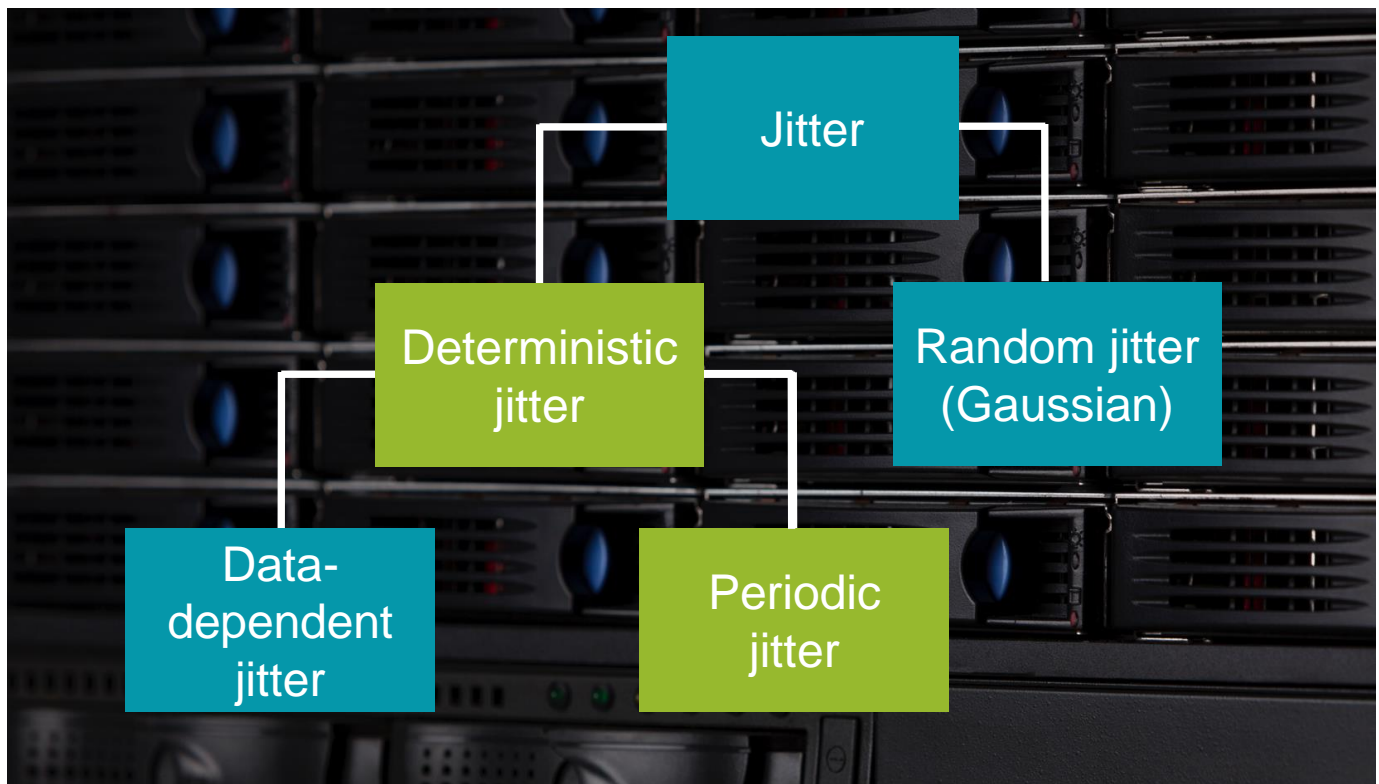 Jitter
Deterministic
jitter
Random jitter
(Gaussian)
Data-
dependent
jitter
Periodic
jitter